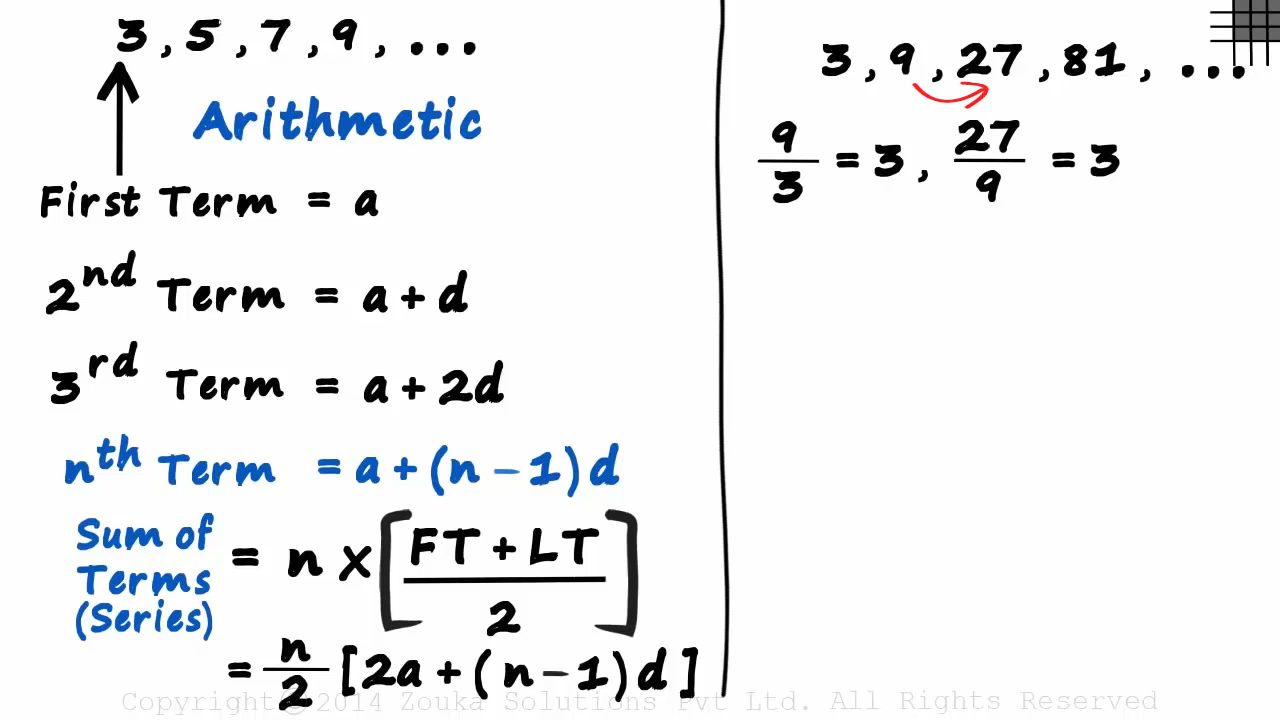 3 , 5 , 7 , 9 , ...
Arithmetic
First Term = a
2nd Term = a + d
3rd Term = a + 2d
nth Term = a + (n - 1) d
Sum of
Terms
(Series)
= n x [ FT + LT / 2 ]
= n/2 [2a + (n - 1) d ]
3 , 9 , 27 , 81 , ...
9/3 = 3 , 27/9 = 3
Copyright © 2014 Zouka Solutions Pvt Ltd. All Rights Reserved